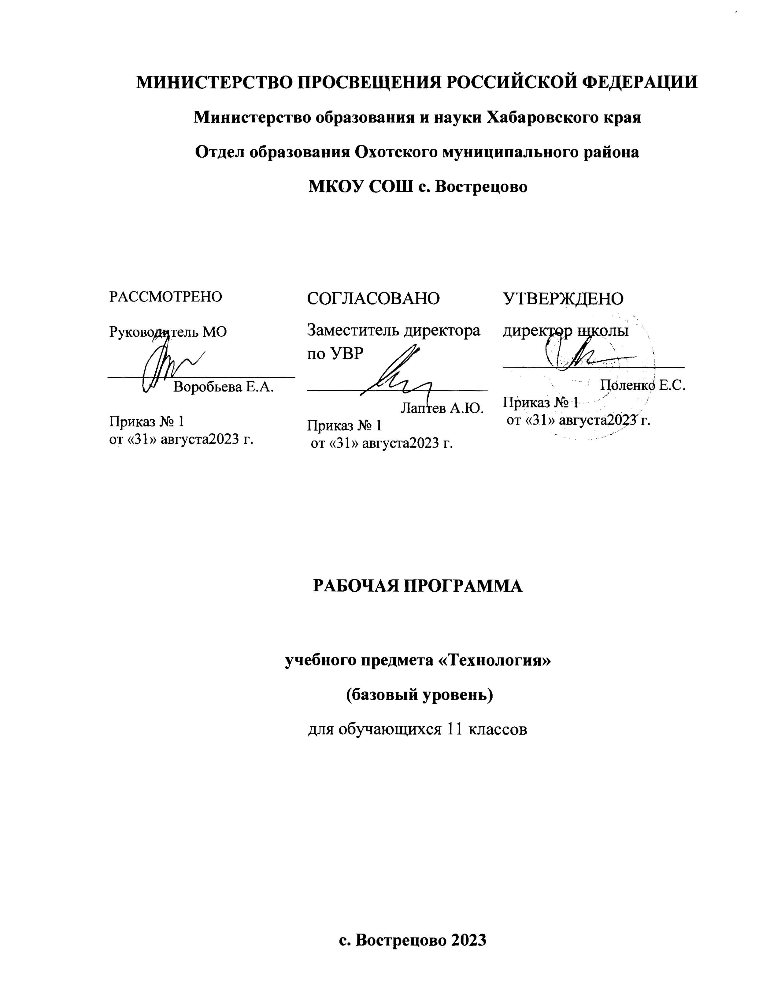 МИНИСТЕРСТВО ПРОСВЕЩЕНИЯ РОССИЙСКОЙ ФЕДЕРАЦИИ
Министерство образования и науки Хабаровского края
Отдел образования Охотского муниципального района
МКОУ СОШ с. Вострецово
РАССМОТРЕНО
Руководитель МО
Воробьева Е.А.
Приказ № 1
от «31» августа2023 г.
СОГЛАСОВАНО
Заместитель директора
по УВР
Лаптев А.Ю.
Приказ № 1
от «31» августа2023 г.
УТВЕРЖДЕНО
директор школы
Поленко Е.С.
Приказ № 1
от «31» августа2023 г.
РАБОЧАЯ ПРОГРАММА
учебного предмета «Технология»
(базовый уровень)
для обучающихся 11 классов
с. Вострецово 2023